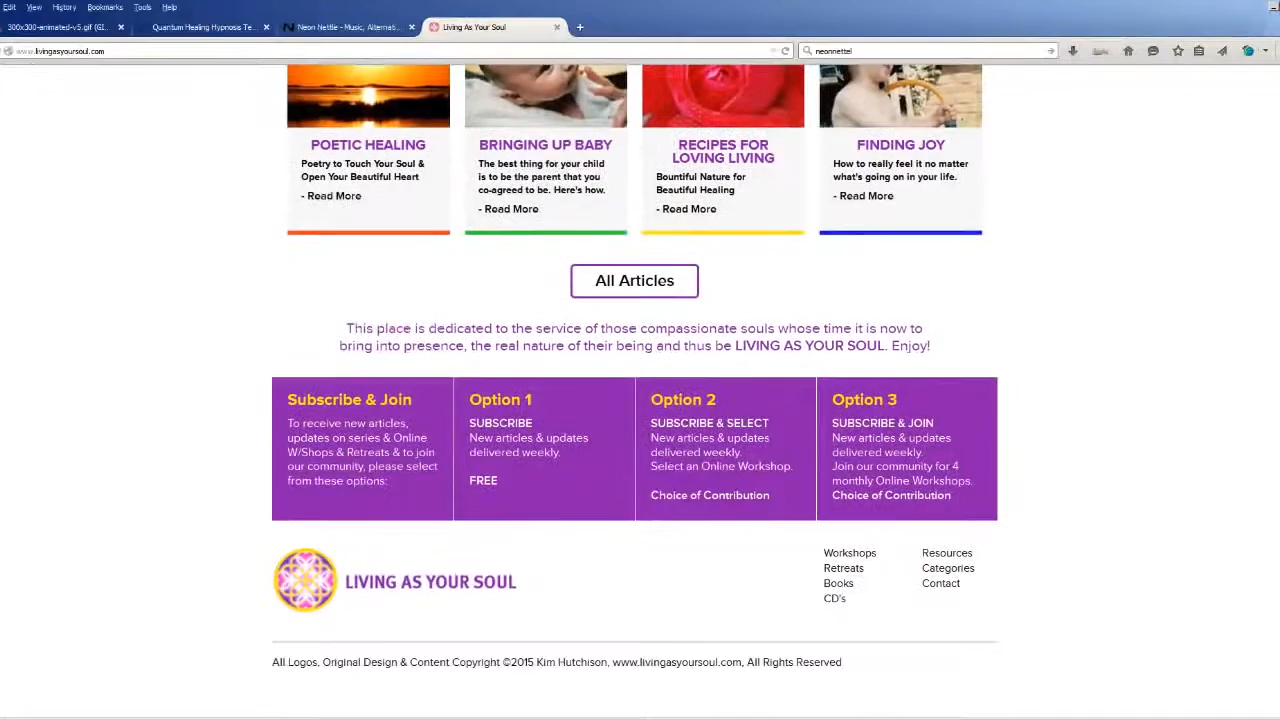 Edit View History Bookmarks Tools Help
300x300-animated-v5.gif (GI... Quantum Healing Hypnosis Te... Neon Nettle - Music, Alternati... Living As Your Soul
www.livingasyoursoul.com neonnettel
POETIC HEALING
Poetry to Touch Your Soul &
Open Your Beautiful Heart
- Read More
BRINGING UP BABY
The best thing for your child
is to be the parent that you
co-agreed to be. Here's how.
- Read More
RECIPES FOR
LOVING LIVING
Bountiful Nature for
Beautiful Healing
- Read More
FINDING JOY
How to really feel it no matter
what's going on in your life.
- Read More
All Articles
This place is dedicated to the service of those compassionate souls whose time it is now to
bring into presence, the real nature of their being and thus be LIVING AS YOUR SOUL. Enjoy!
Subscribe & Join
To receive new articles,
updates on series & Online
W/Shops & Retreats & to join
our community, please select
from these options:
Option 1
SUBSCRIBE
New articles & updates
delivered weekly.
FREE
Option 2
SUBSCRIBE & SELECT
New articles & updates
delivered weekly.
Select an Online Workshop.
Choice of Contribution
Option 3
SUBSCRIBE & JOIN
New articles & updates
delivered weekly.
Join our community for 4
monthly Online Workshops.
Choice of Contribution
LIVING AS YOUR SOUL
Workshops
Retreats
Books
CD's
Resources
Categories
Contact
All Logos, Original Design & Content Copyright ©2015 Kim Hutchison, www.livingasyoursoul.com, All Rights Reserved